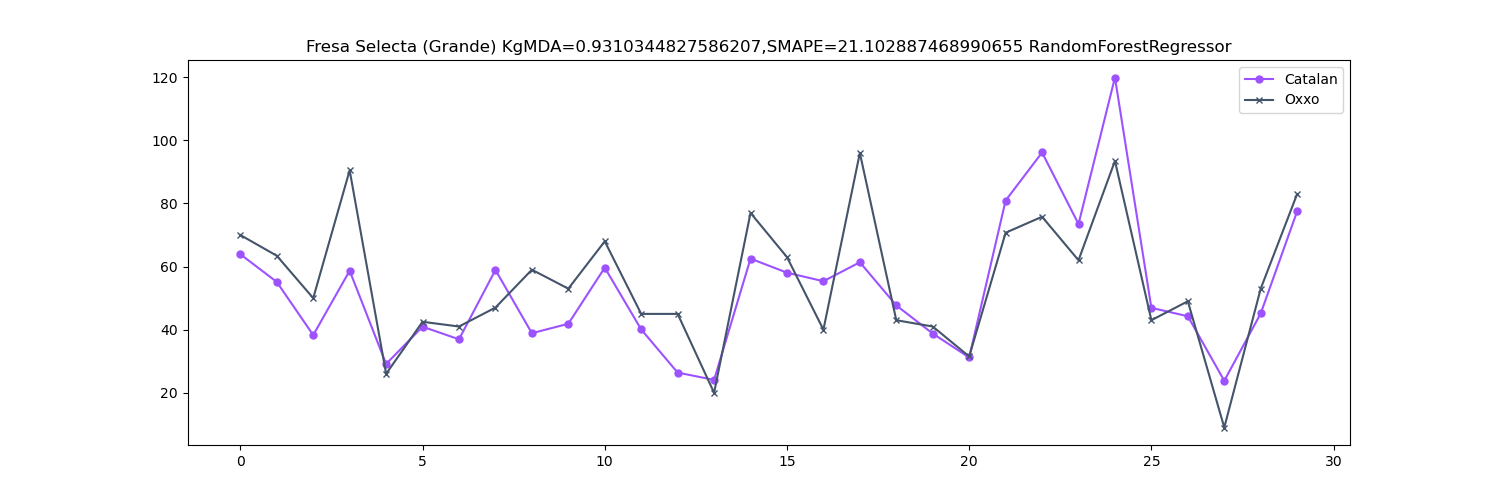 Fresa Selecta (Grande) KgMDA=0.9310344827586207,SMAPE=21.102887468990655 RandomForestRegressor
Catalan
Oxxo
120
100
80
60
40
20
0 5 10 15 20 25 30